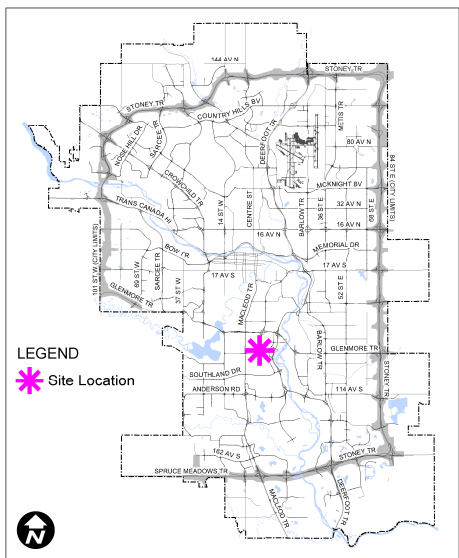 144 AV N
STONEY TR
STONEY TR
COUNTRY HILLS BV
NOSE HILL DR
SARCEE TR
DEERFOOT TR
METIS TR
80 AV N
CROWCHILD TR
MCKNIGHT BV
84 ST E (CITY LIMITS)
TRANS CANADA HI
14 ST W
CENTRE ST
BARLOW TR
36 ST E
32 AV N
68 ST E
16 AV N
16 AV N
101 ST W (CITY LIMITS)
BOW TR
MEMORIAL DR
69 ST W
SARCEE TR
37 ST W
17 AV S
17 AV S
GLENMORE TR
MACLEOD TR
52 ST E
BARLOW TR
GLENMORE TR
LEGEND
Site Location
SOUTHLAND DR
ANDERSON RD
114 AV S
STONEY TR
162 AV S
STONEY TR
SPRUCE MEADOWS TR
MACLEOD TR
DEERFOOT TR
N